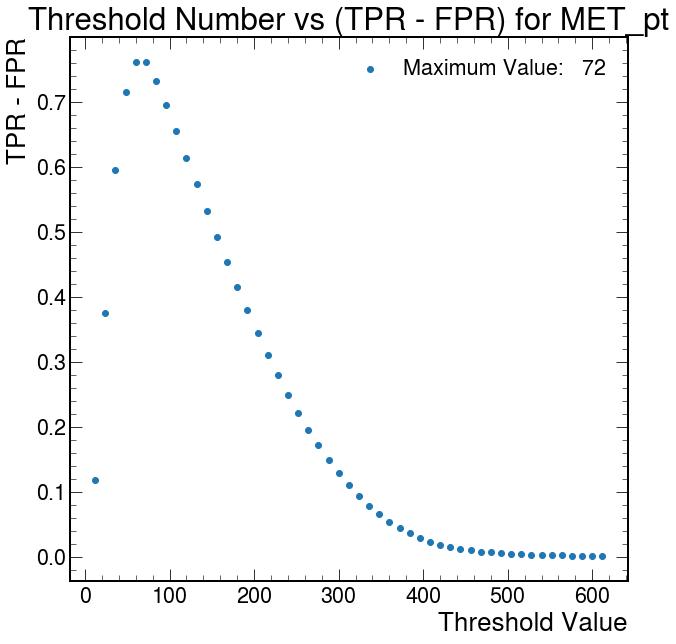 Threshold Number vs (TPR - FPR) for MET_pt
TPR - FPR
Maximum Value: 72
0.7
0.6
0.5
0.4
0.3
0.2
0.1
0.0
0 100 200 300 400 500 600
Threshold Value